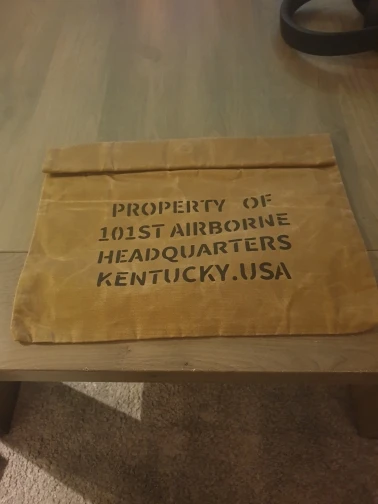 PROPERTY OF
101ST AIRBORNE
HEADQUARTERS
KENTUCKY.USA